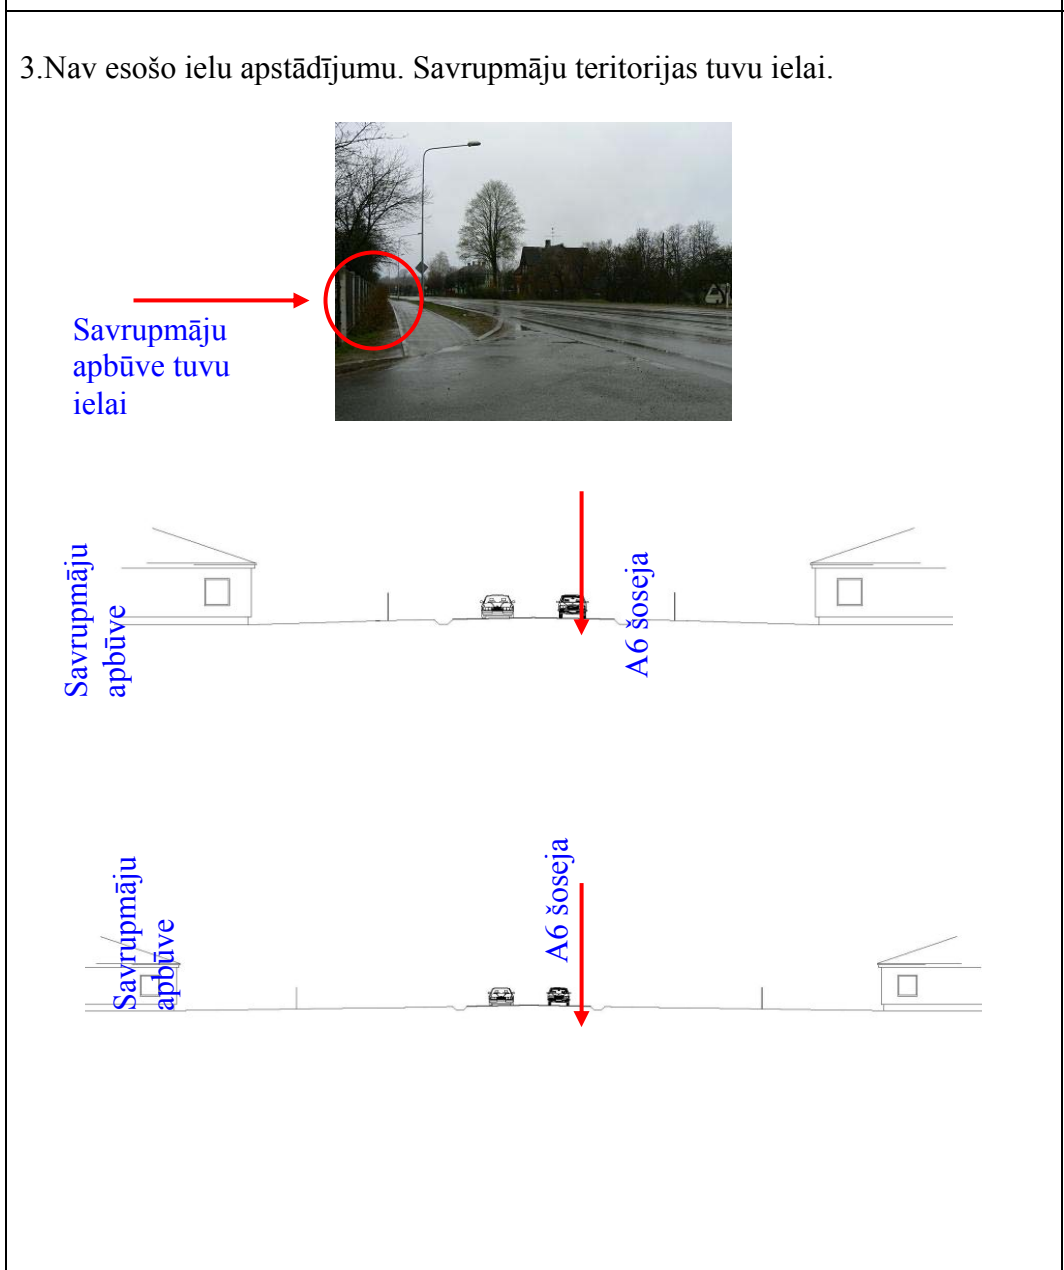 3.Nav esošo ielu apstādījumu. Savrupmāju teritorijas tuvu ielai.
Savrupmāju
apbūve tuvu
ielai
Savrupmāju
apbūve
A6 šoseja
Savrupmāju
apbūve
A6 šoseja